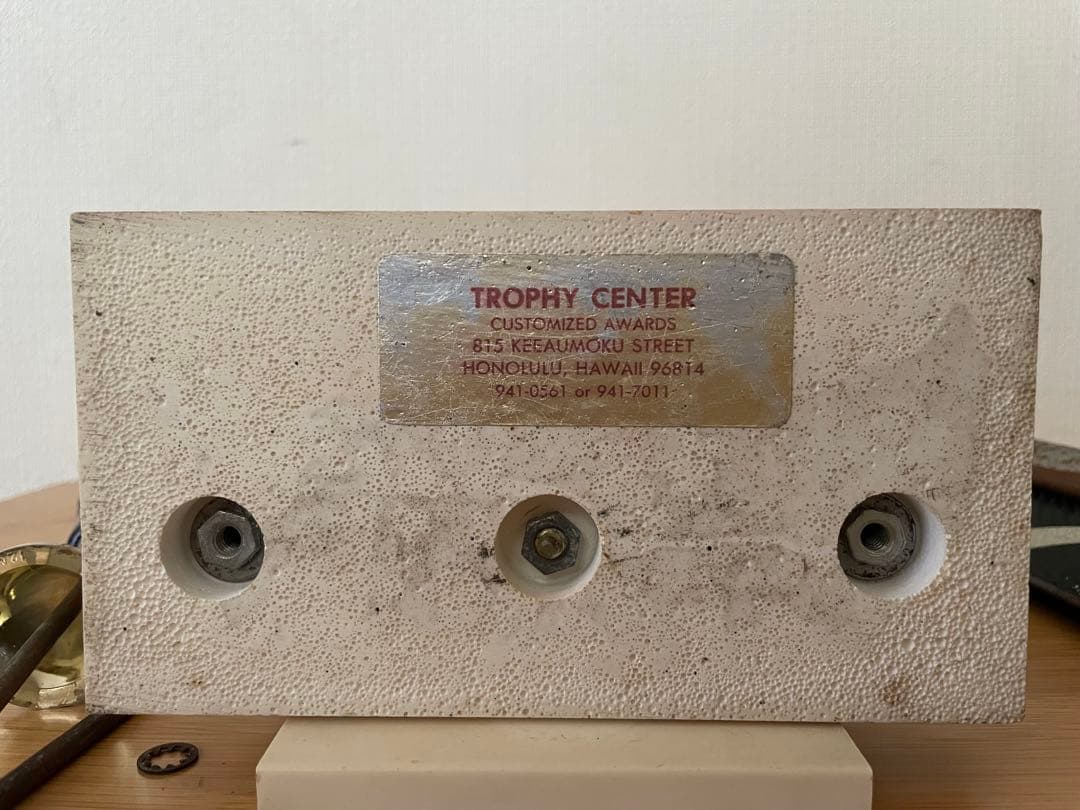 TROPHY CENTER
CUSTOMIZED AWARDS
815 KEEAUMOKU STREET
HONOLULU, HAWAII 96814
941-0561 or 941-7011